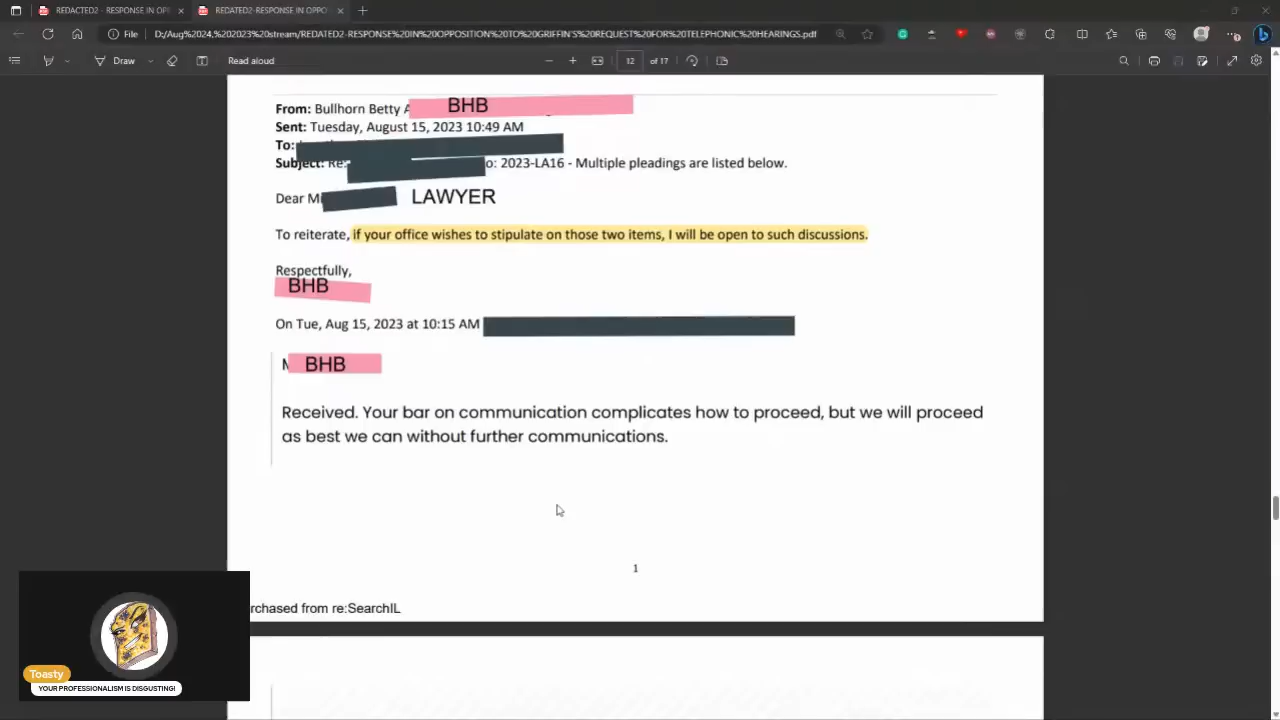 REDACTED - RESPONSE IN OPP
REDATED2-RESPONSE IN OPPO
File
D:/Aug%2024,%202023%20stream/REDATED2-RESPONSE%20IN%20OPPOSITION%20TO%20GRIFFIN'S%20REQUEST%20FOR%20TELEPHONIC%20HEARINGS.pdf
Draw
Read aloud
12 of 17
From: Bullhorn Betty A BHB
Sent: Tuesday, August 15, 2023 10:49 AM
To:
Subject: Re: o: 2023-LA16 - Multiple pleadings are listed below.
Dear M LAWYER
To reiterate, if your office wishes to stipulate on those two items, I will be open to such discussions.
Respectfully,
BHB
On Tue, Aug 15, 2023 at 10:15 AM
M BHB
Received. Your bar on communication complicates how to proceed, but we will proceed
as best we can without further communications.
1
rchased from re:SearchIL
Toasty
YOUR PROFESSIONALISM IS DISGUSTING!